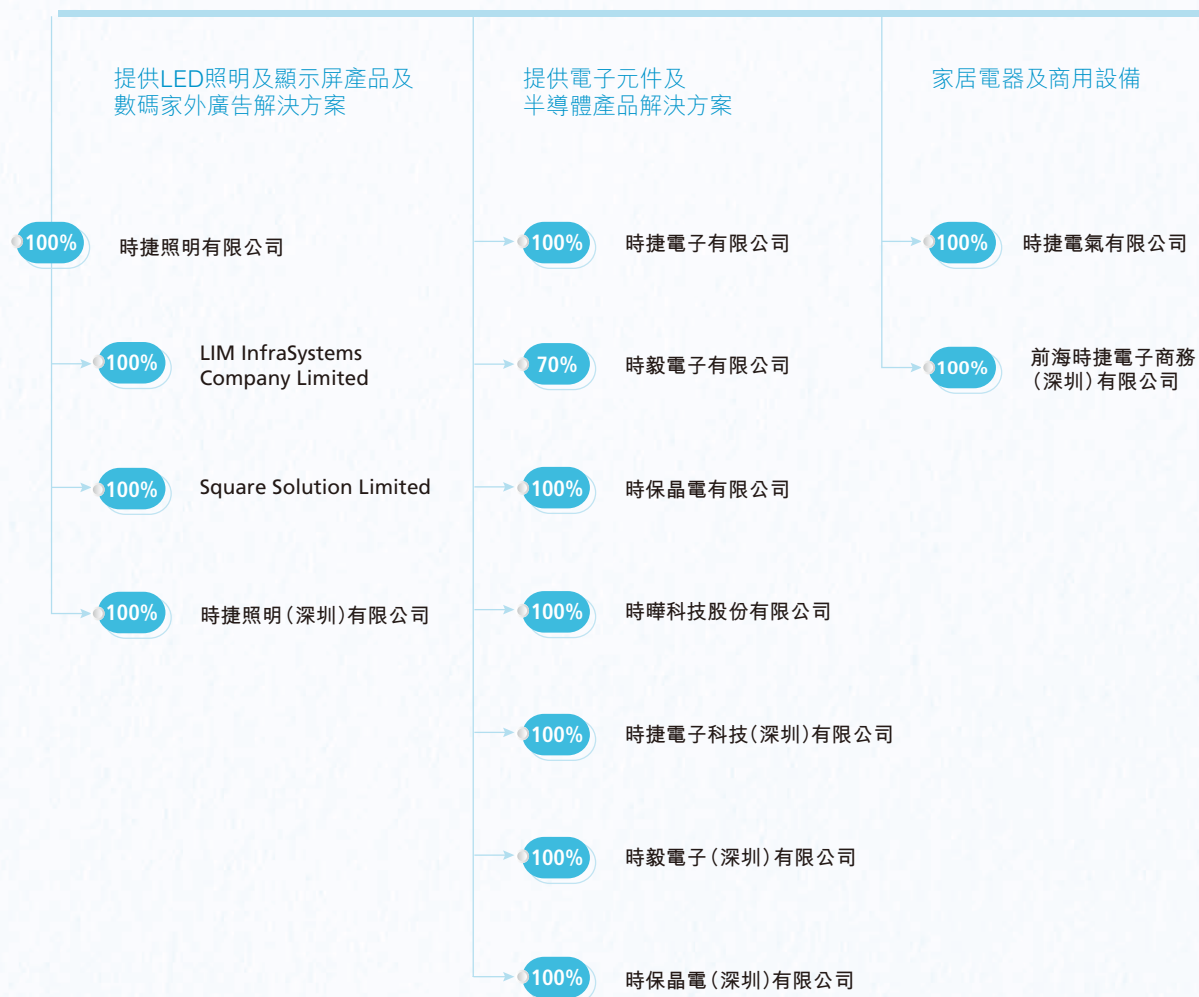 提供LED照明及顯示屏產品及
數碼家外廣告解決方案
100%
時捷照明有限公司
100%
LIM InfraSystems
Company Limited
100%
Square Solution Limited
100%
時捷照明(深圳)有限公司
提供電子元件及
半導體產品解決方案
100%
時捷電子有限公司
70%
時毅電子有限公司
100%
時保晶電有限公司
100%
時曄科技股份有限公司
100%
時捷電子科技(深圳)有限公司
100%
時毅電子(深圳)有限公司
100%
時保晶電(深圳)有限公司
家居電器及商用設備
100%
時捷電氣有限公司
100%
前海時捷電子商務
(深圳)有限公司